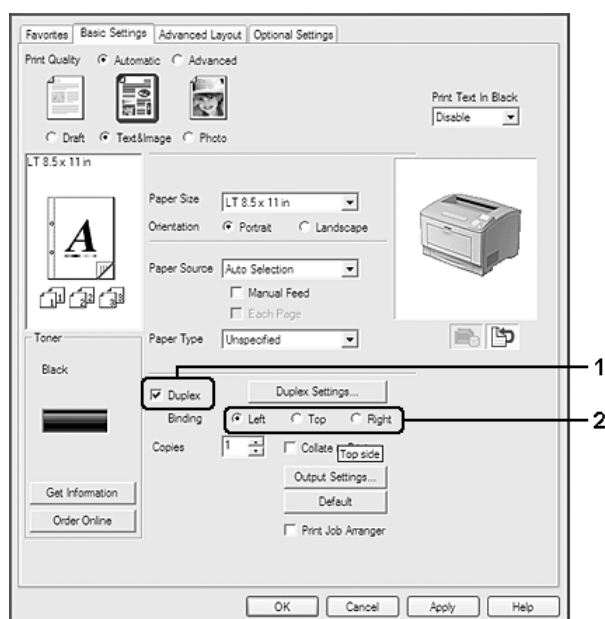 Favorites Basic Settings Advanced Layout Optional Settings
Print Quality Automatic Advanced
Print Text In Black
Disable
Draft Text&Image Photo
LT 8.5 x 11 in
A
Paper Size LT 8.5 x 11 in
Orientation Portrait Landscape
Paper Source Auto Selection
Manual Feed
Each Page
Toner
Paper Type Unspecified
Black
1
Duplex Duplex Settings...
Binding Left Top Right
2
Copies 1 Collate
Top side
Output Settings...
Get Information
Default
Order Online
Print Job Arranger
OK Cancel Apply Help